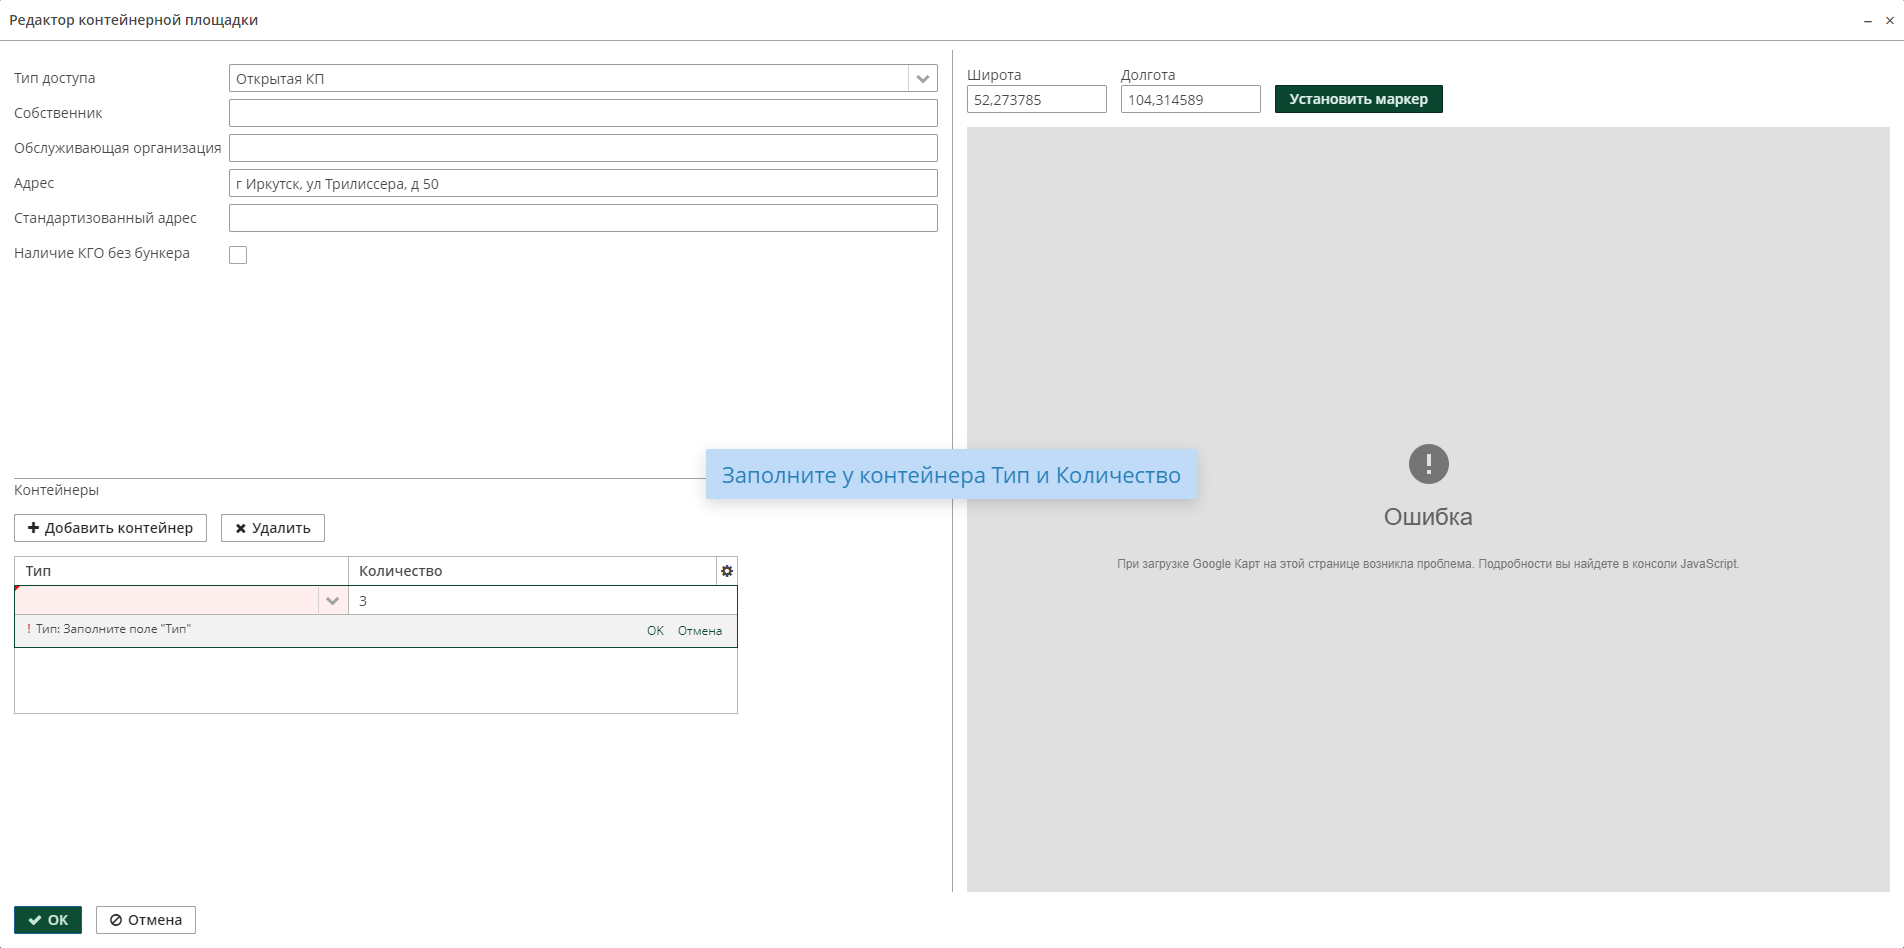 Редактор контейнерной площадки
Тип доступа
Открытая КП
Собственник
Обслуживающая организация
Адрес
г Иркутск, ул Трилиссера, д 50
Стандартизованный адрес
Наличие КГО без бункера
Широта
Долгота
52,273785
104,314589
Установить маркер
Заполните у контейнера Тип и Количество
Ошибка
При загрузке Google Карт на этой странице возникла проблема. Подробности вы найдете в консоли JavaScript.
Контейнеры
Добавить контейнер
Удалить
Тип
Количество
3
! Тип: Заполните поле "Тип"
OK
Отмена
OK
Отмена